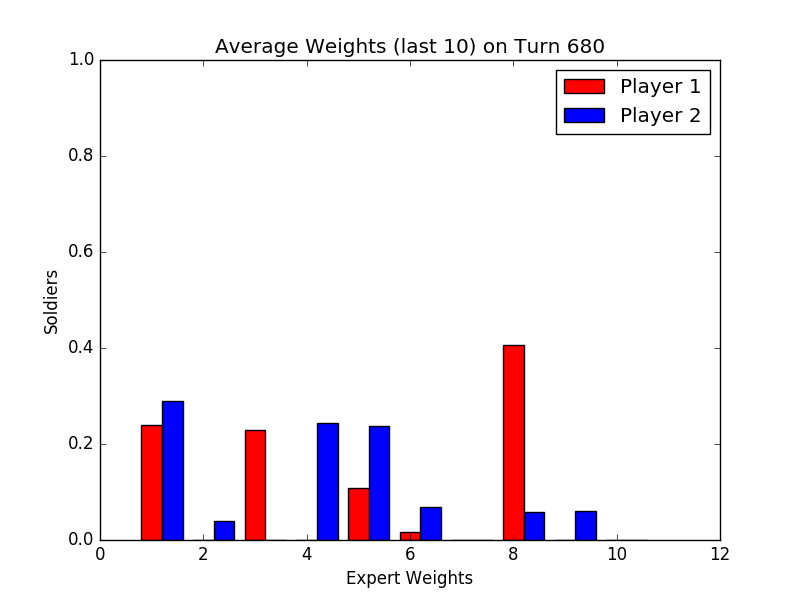 Average Weights (last 10) on Turn 680
1.0
0.8
0.6
0.4
0.2
0.0
Soldiers
Player 1
Player 2
0 2 4 6 8 10 12
Expert Weights